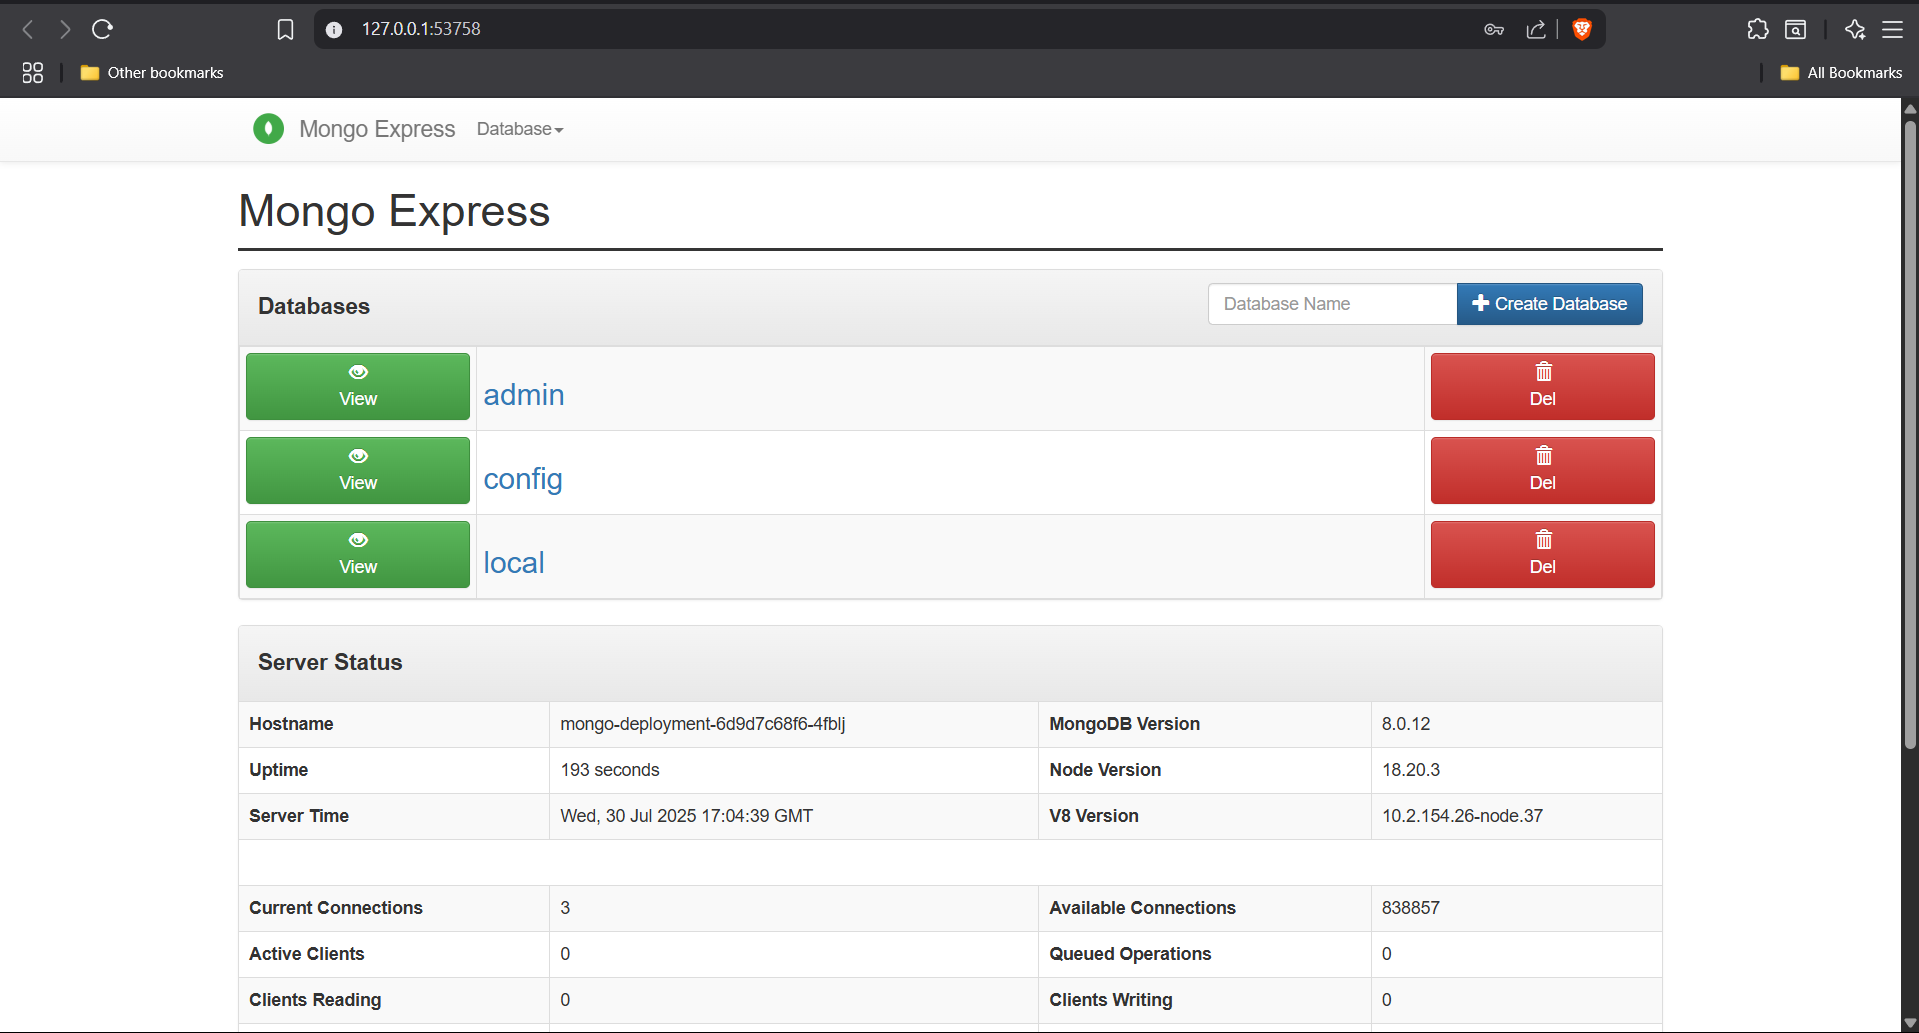 127.0.0.1:53758
Other bookmarks
All Bookmarks
Mongo Express
Database
Mongo Express
Databases
Database Name
Create Database
View
admin
Del
View
config
Del
View
local
Del
Server Status
Hostname mongo-deployment-6d9d7c68f6-4fblj MongoDB Version 8.0.12
Uptime 193 seconds Node Version 18.20.3
Server Time Wed, 30 Jul 2025 17:04:39 GMT V8 Version 10.2.154.26-node.37
Current Connections 3 Available Connections 838857
Active Clients 0 Queued Operations 0
Clients Reading 0 Clients Writing 0